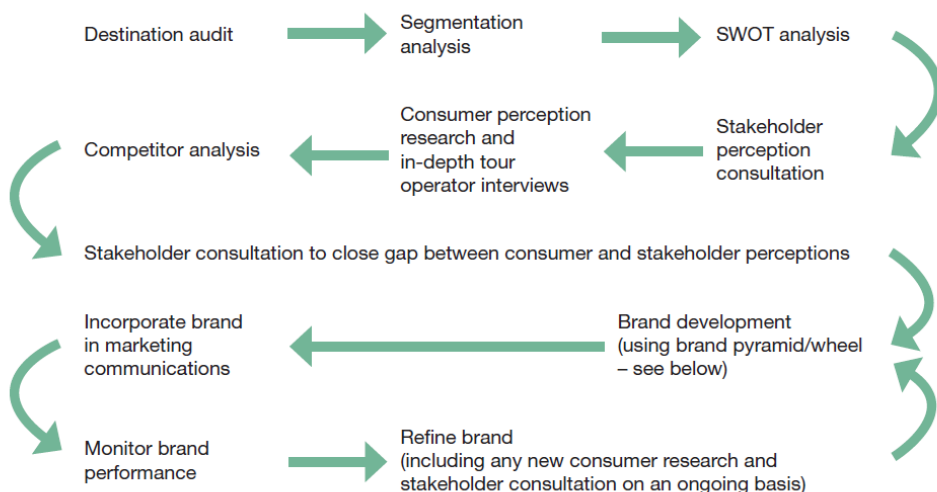 Destination audit
Segmentation
analysis
SWOT analysis
Competitor analysis
Consumer perception
research and
in-depth tour
operator interviews
Stakeholder
perception
consultation
Stakeholder consultation to close gap between consumer and stakeholder perceptions
Incorporate brand
in marketing
communications
Brand development
(using brand pyramid/wheel
– see below)
Monitor brand
performance
Refine brand
(including any new consumer research and
stakeholder consultation on an ongoing basis)